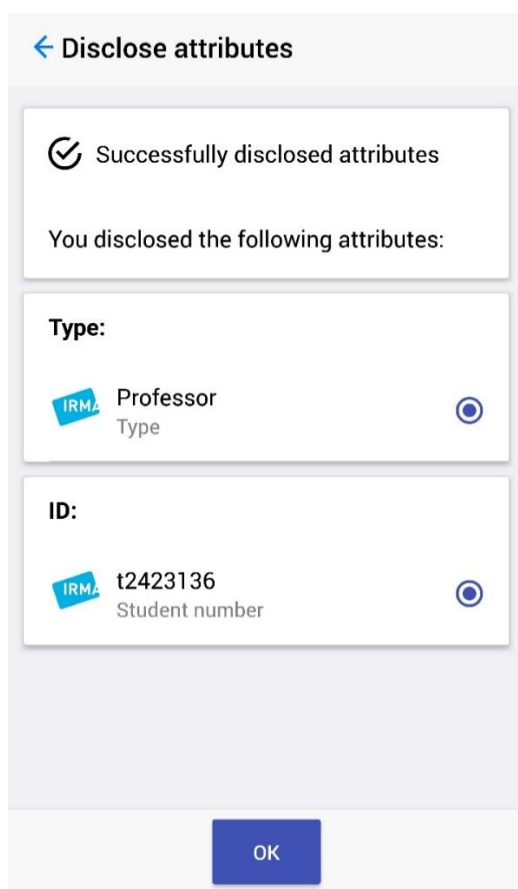 Disclose attributes
Successfully disclosed attributes
You disclosed the following attributes:
Type:
IRMA
Professor
Type
ID:
IRMA
t2423136
Student number
OK